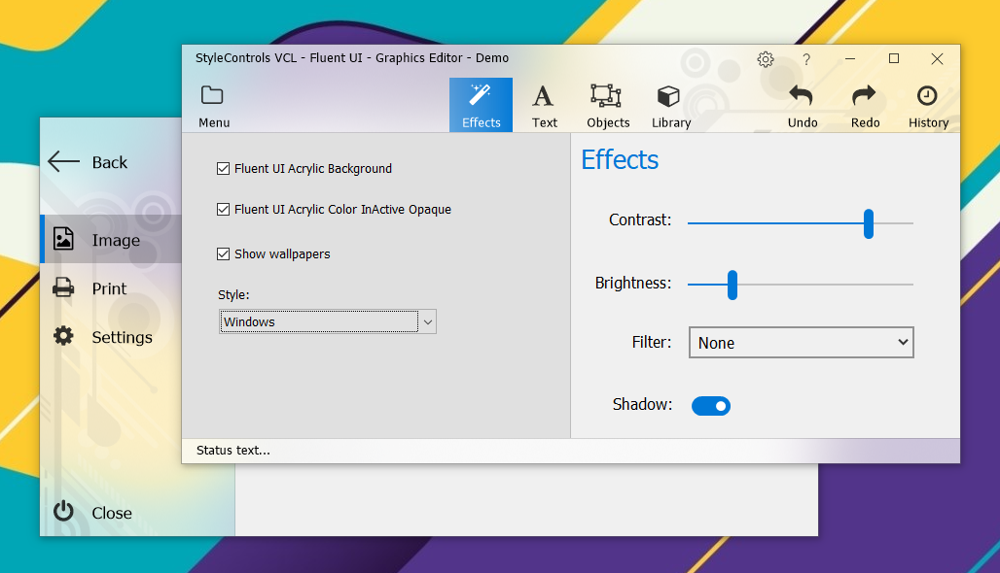 StyleControls VCL - Fluent UI - Graphics Editor - Demo
?
Menu
Effects
Text
Objects
Library
Undo
Redo
History
Back
Image
Print
Settings
Close
Fluent UI Acrylic Background
Fluent UI Acrylic Color InActive Opaque
Show wallpapers
Style:
Windows
Effects
Contrast:
Brightness:
Filter:
None
Shadow:
Status text...